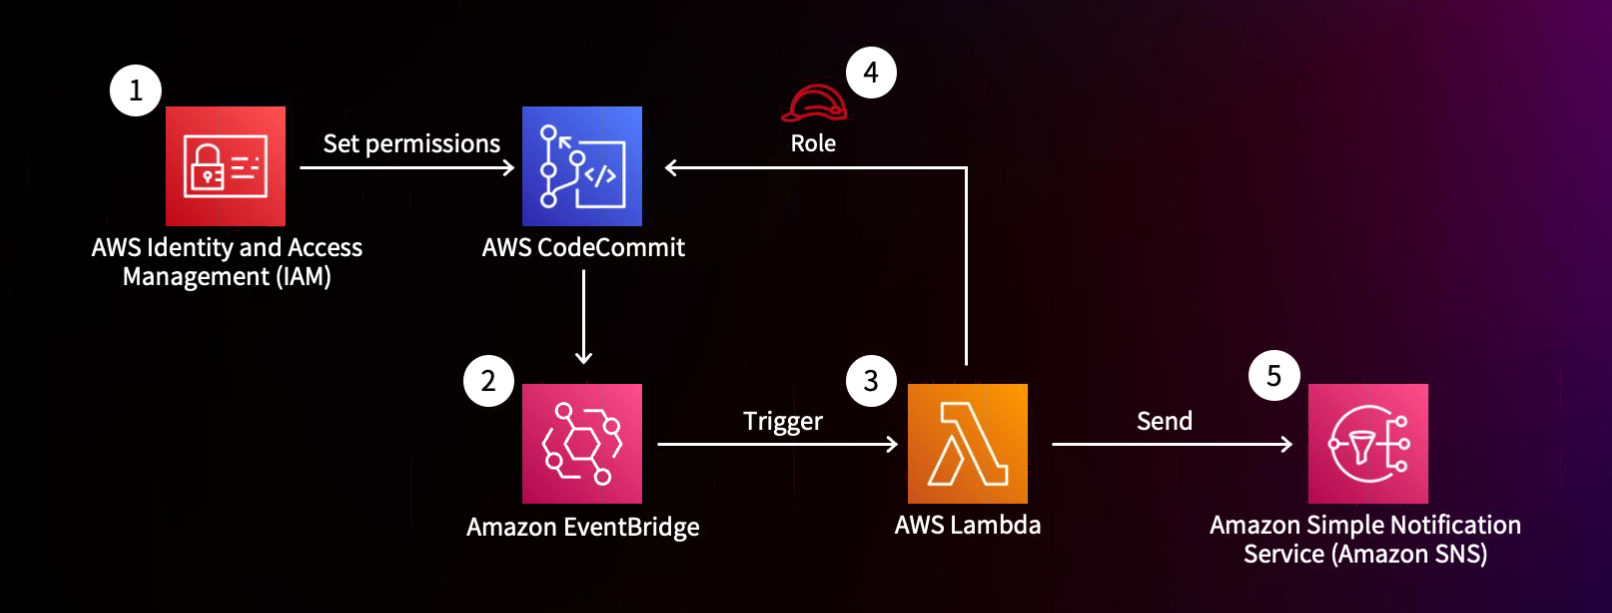 1
Set permissions
AWS Identity and Access
Management (IAM)
</>
AWS CodeCommit
4
Role
2
Amazon EventBridge
Trigger
3
AWS Lambda
Send
5
Amazon Simple Notification
Service (Amazon SNS)